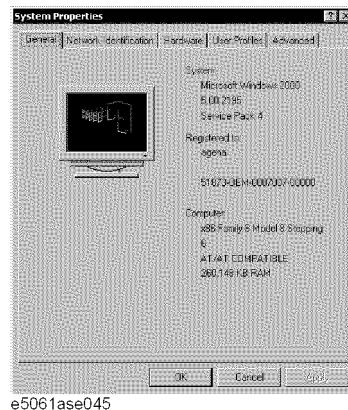 System Properties
General Network Identification Hardware User Profiles Advanced
System:
Microsoft Windows 2000
5.00.2195
Service Pack 4
Registered to:
agena
51873-OEM-0007007-00000
Computer:
x86 Family 6 Model 8 Stepping
6
AT/AT COMPATIBLE
260,148 KB RAM
OK Cancel Apply
e5061ase045